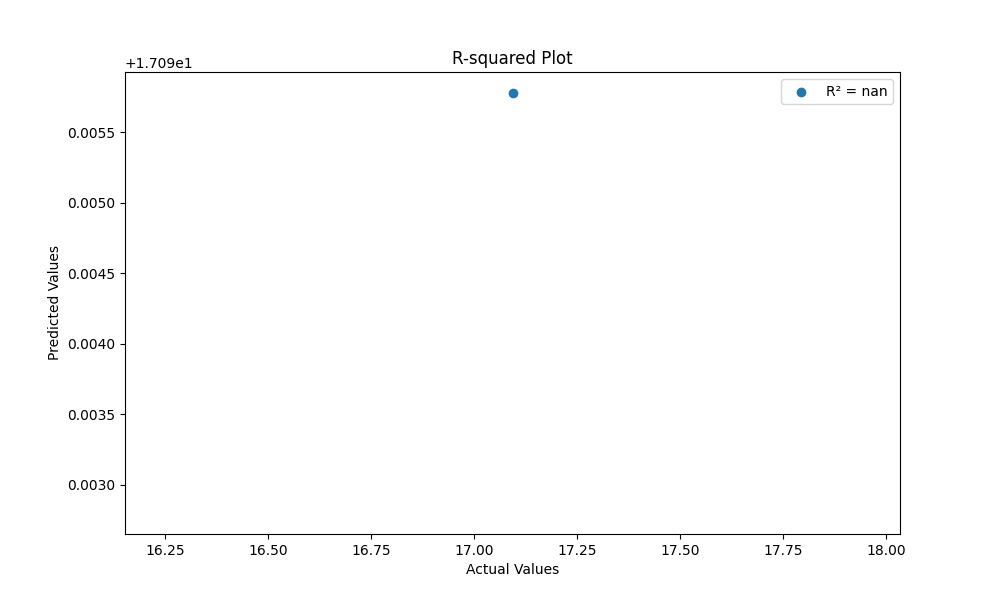 R-squared Plot
+1.709e1
R² = nan
0.0055
0.0050
0.0045
0.0040
0.0035
0.0030
Predicted Values
16.25 16.50 16.75 17.00 17.25 17.50 17.75 18.00
Actual Values